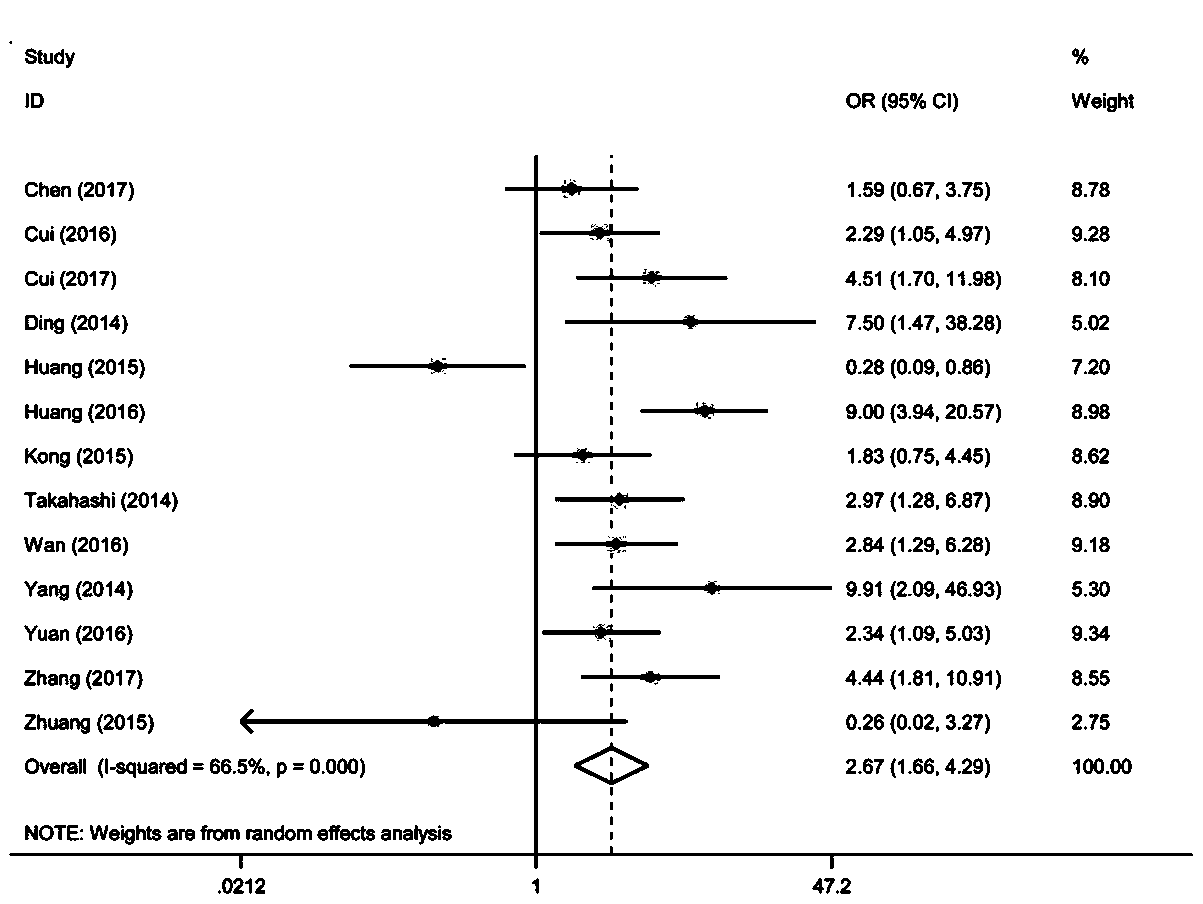 Study %
ID OR (95% CI) Weight
Chen (2017) 1.59 (0.67, 3.75) 8.78
Cui (2016) 2.29 (1.05, 4.97) 9.28
Cui (2017) 4.51 (1.70, 11.98) 8.10
Ding (2014) 7.50 (1.47, 38.28) 5.02
Huang (2015) 0.28 (0.09, 0.86) 7.20
Huang (2016) 9.00 (3.94, 20.57) 8.98
Kong (2015) 1.83 (0.75, 4.45) 8.62
Takahashi (2014) 2.97 (1.28, 6.87) 8.90
Wan (2016) 2.84 (1.29, 6.28) 9.18
Yang (2014) 9.91 (2.09, 46.93) 5.30
Yuan (2016) 2.34 (1.09, 5.03) 9.34
Zhang (2017) 4.44 (1.81, 10.91) 8.55
Zhuang (2015) 0.26 (0.02, 3.27) 2.75
Overall (I-squared = 66.5%, p = 0.000) 2.67 (1.66, 4.29) 100.00
NOTE: Weights are from random effects analysis
.0212 1 47.2